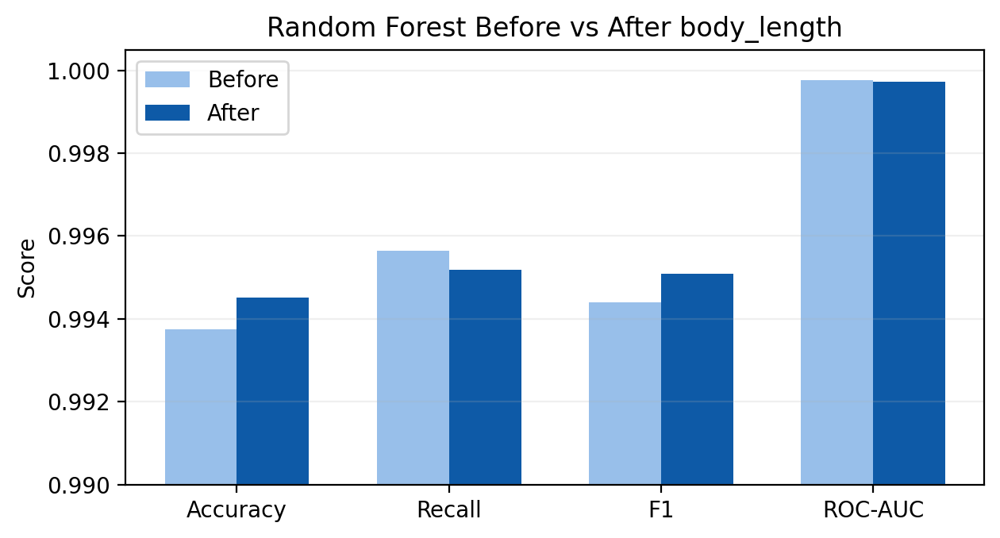 Random Forest Before vs After body_length
1.000
0.998
0.996
0.994
0.992
0.990
Score
Before
After
Accuracy
Recall
F1
ROC-AUC